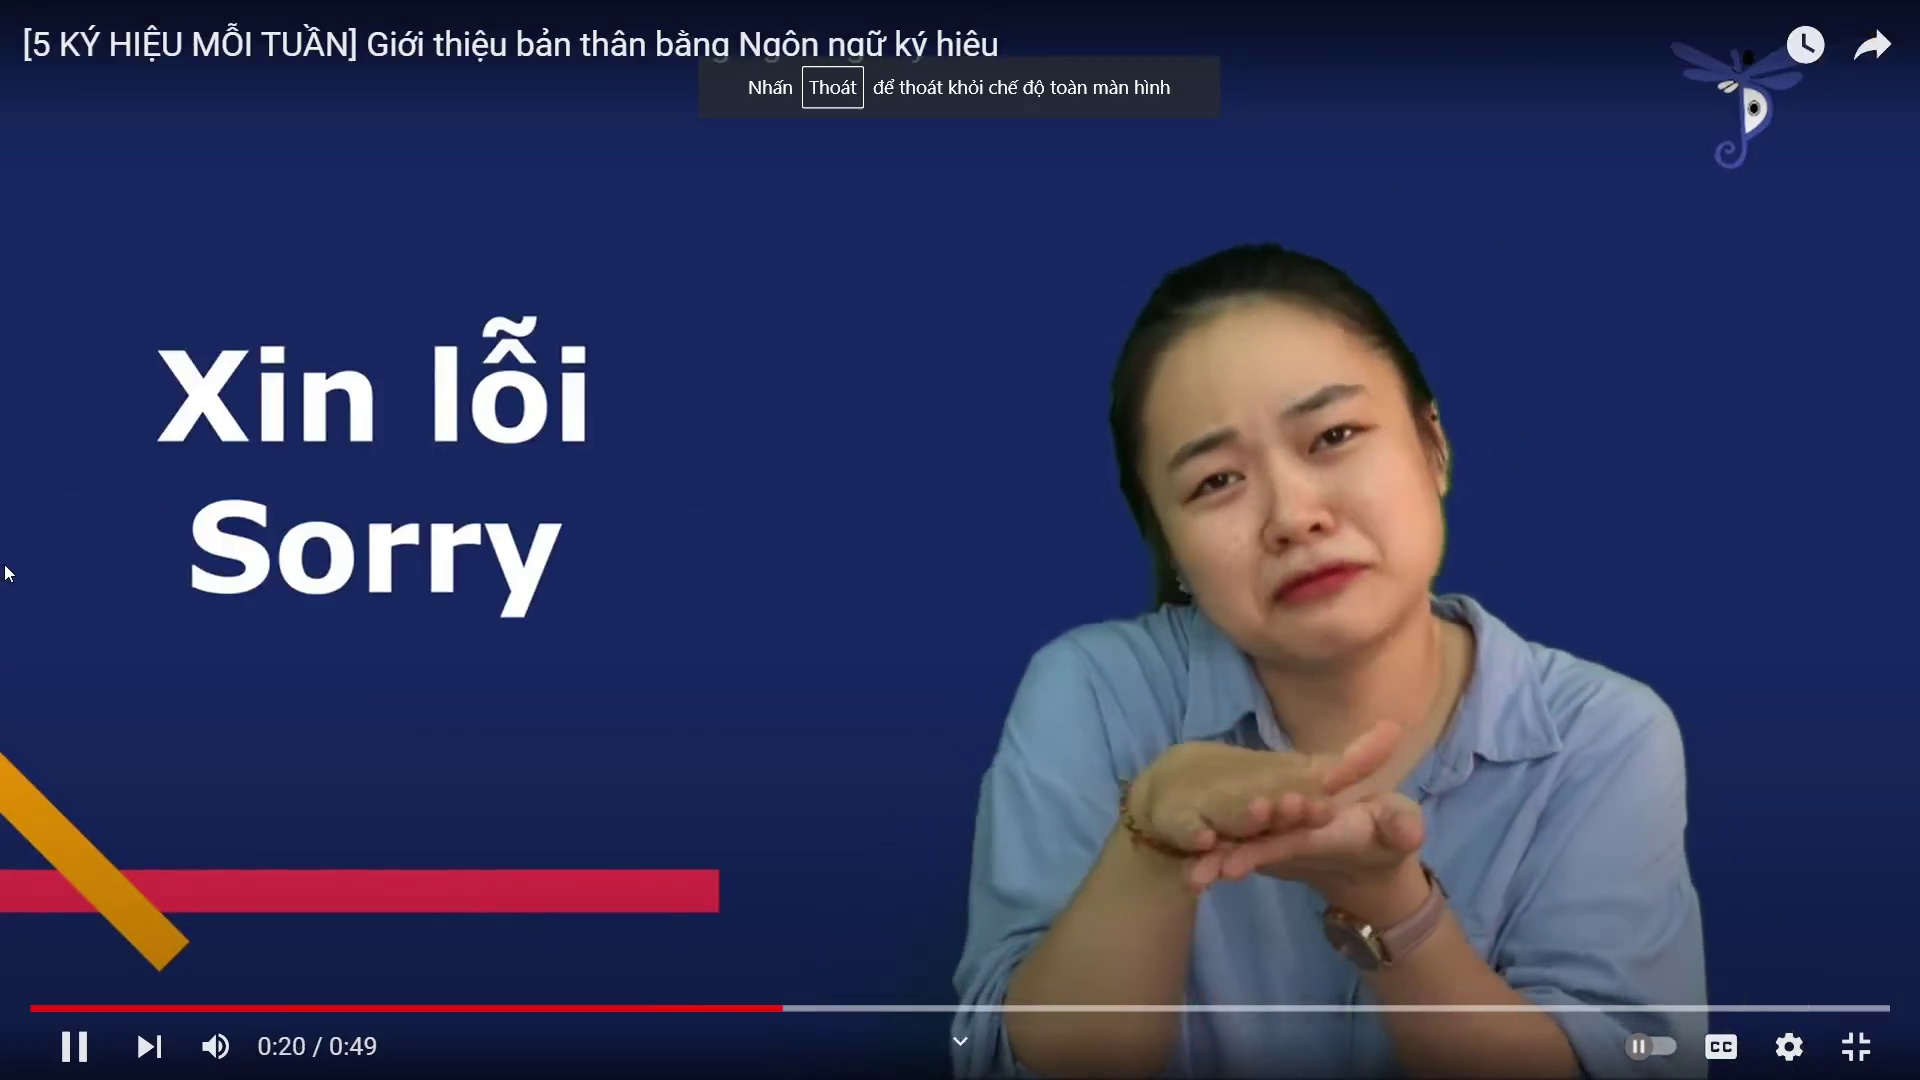 [5 KÝ HIỆU MỖI TUẦN] Giới thiệu bản thân bằng Ngôn ngữ ký hiệu
Nhấn Thoát để thoát khỏi chế độ toàn màn hình
Xin lỗi
Sorry
0:20 / 0:49
CC